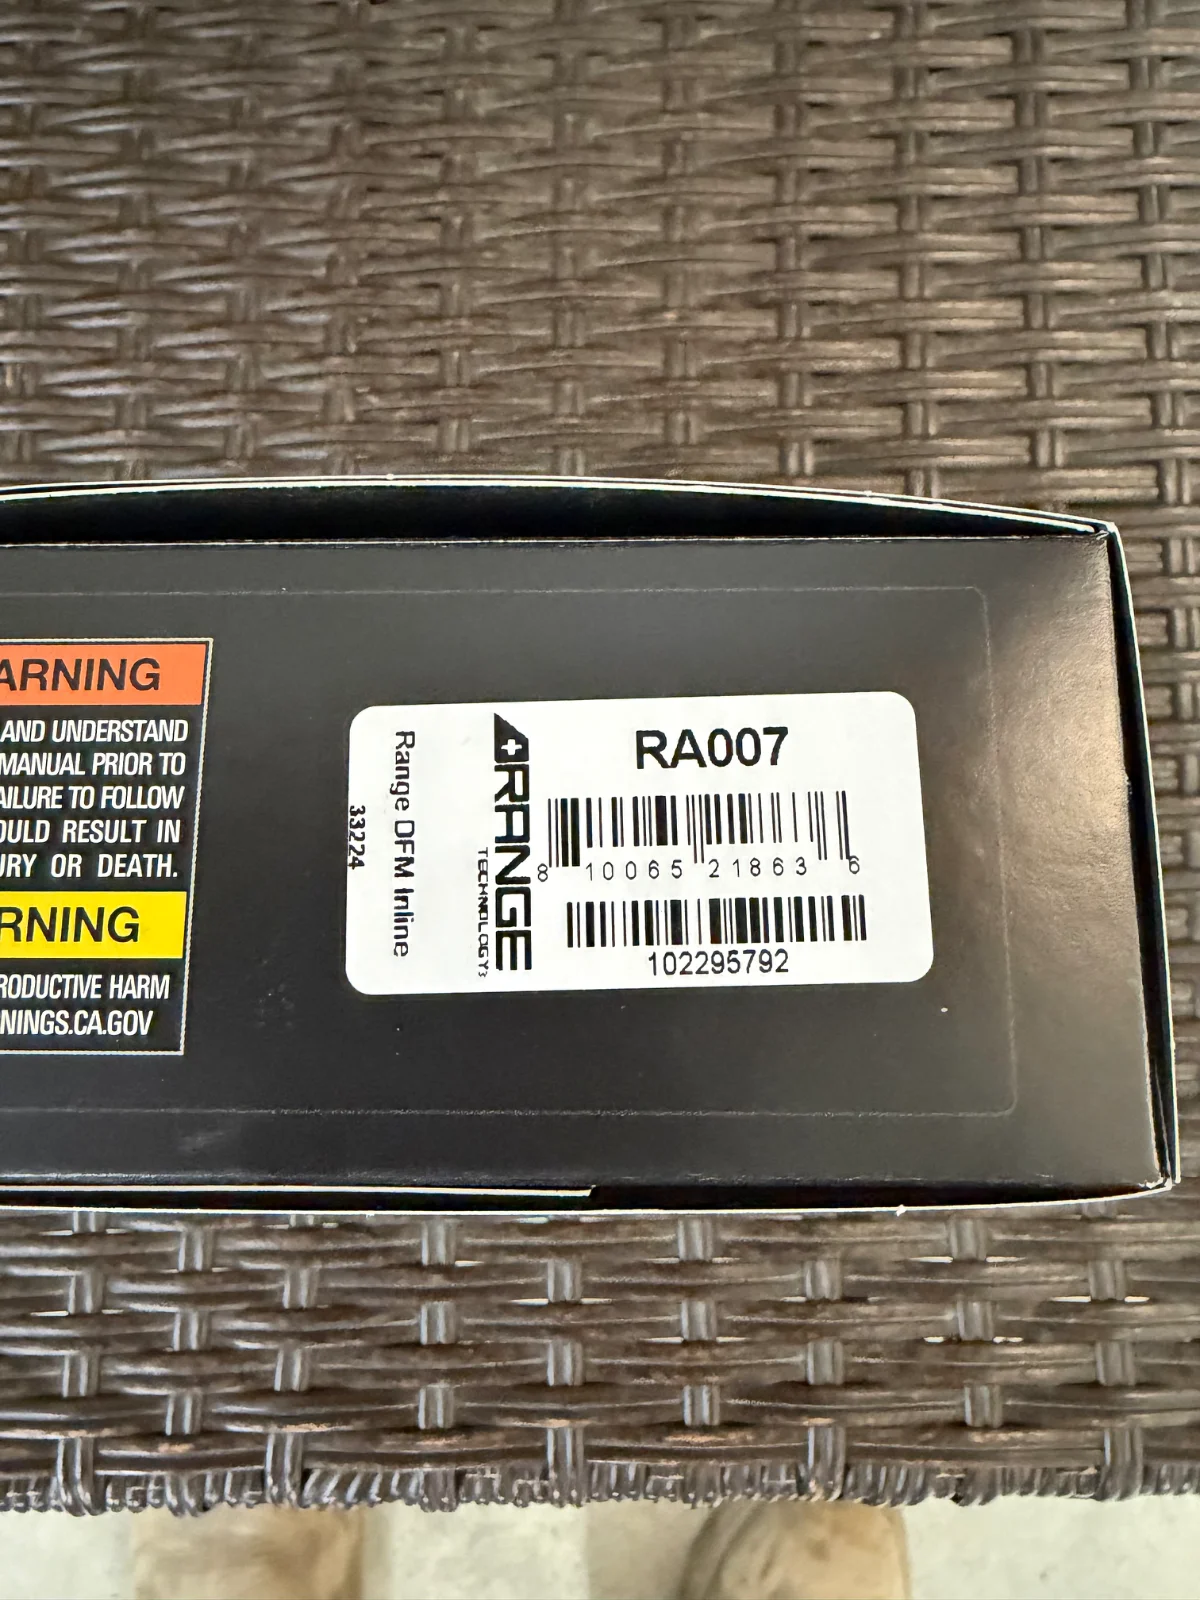 ARNING
AND UNDERSTAND
MANUAL PRIOR TO
AILURE TO FOLLOW
OULD RESULT IN
URY OR DEATH.
RNING
RODUCTIVE HARM
NINGS.CA.GOV
33224
Range DFM Inline
RANGE
TECHNOLOGY
RA007
8 10065 21863 6
102295792